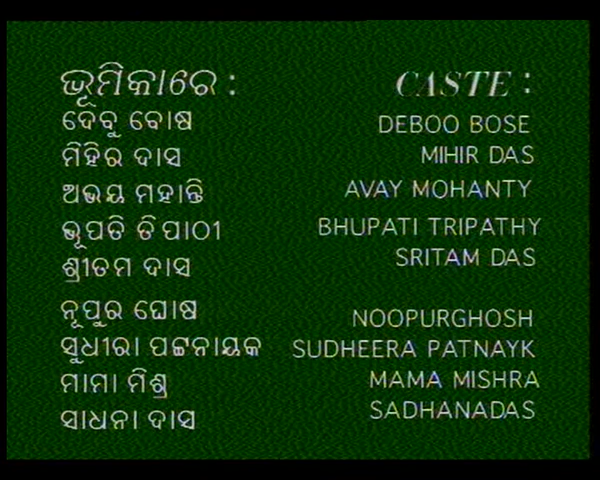 ଭୂମିକାରେ : CASTE :
ଦେବୁ ବୋଷ DEBOO BOSE
ମିହିର ଦାସ MIHIR DAS
ଅଭୟ ମହାନ୍ତି AVAY MOHANTY
ଭୂପତି ତିପାଠୀ BHUPATI TRIPATHY
ଶ୍ରୀତମ ଦାସ SRITAM DAS
ନୂପୁର ଘୋଷ NOOPURGHOSH
ସୁଧୀରା ପଟ୍ଟନାୟକ SUDHEERA PATNAYK
ମାମା ମିଶ୍ର MAMA MISHRA
ସାଧନା ଦାସ SADHANADAS